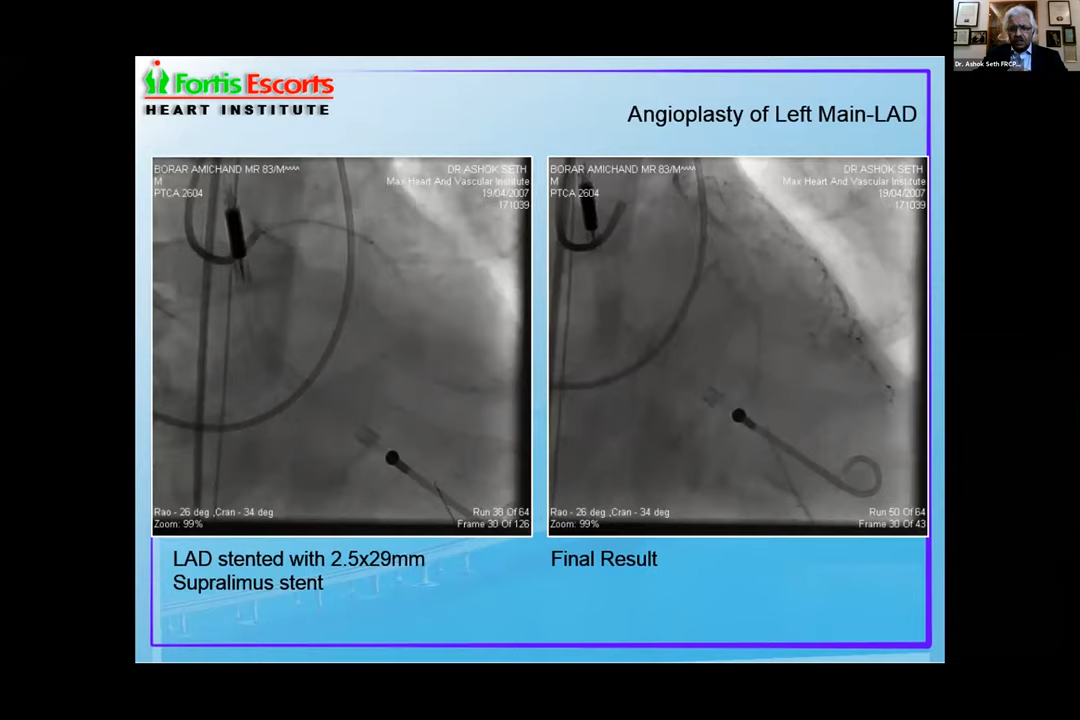 Fortis Escorts
HEART INSTITUTE
Angioplasty of Left Main-LAD
BORAR AMICHAND MR 83/M^^^^
M
PTCA 2604
DR.ASHOK SETH
Max Heart And Vascular Institute
19/04/2007
171039
Rao - 26 deg ,Cran - 34 deg
Zoom: 99%
Run 38 Of 64
Frame 30 Of 126
BORAR AMICHAND MR 83/M^^^^
M
PTCA 2604
DR.ASHOK SETH
Max Heart And Vascular Institute
19/04/2007
171039
Rao - 26 deg ,Cran - 34 deg
Zoom: 99%
Run 50 Of 64
Frame 30 Of 43
LAD stented with 2.5x29mm
Supralimus stent
Final Result
Dr. Ashok Seth FRCP...